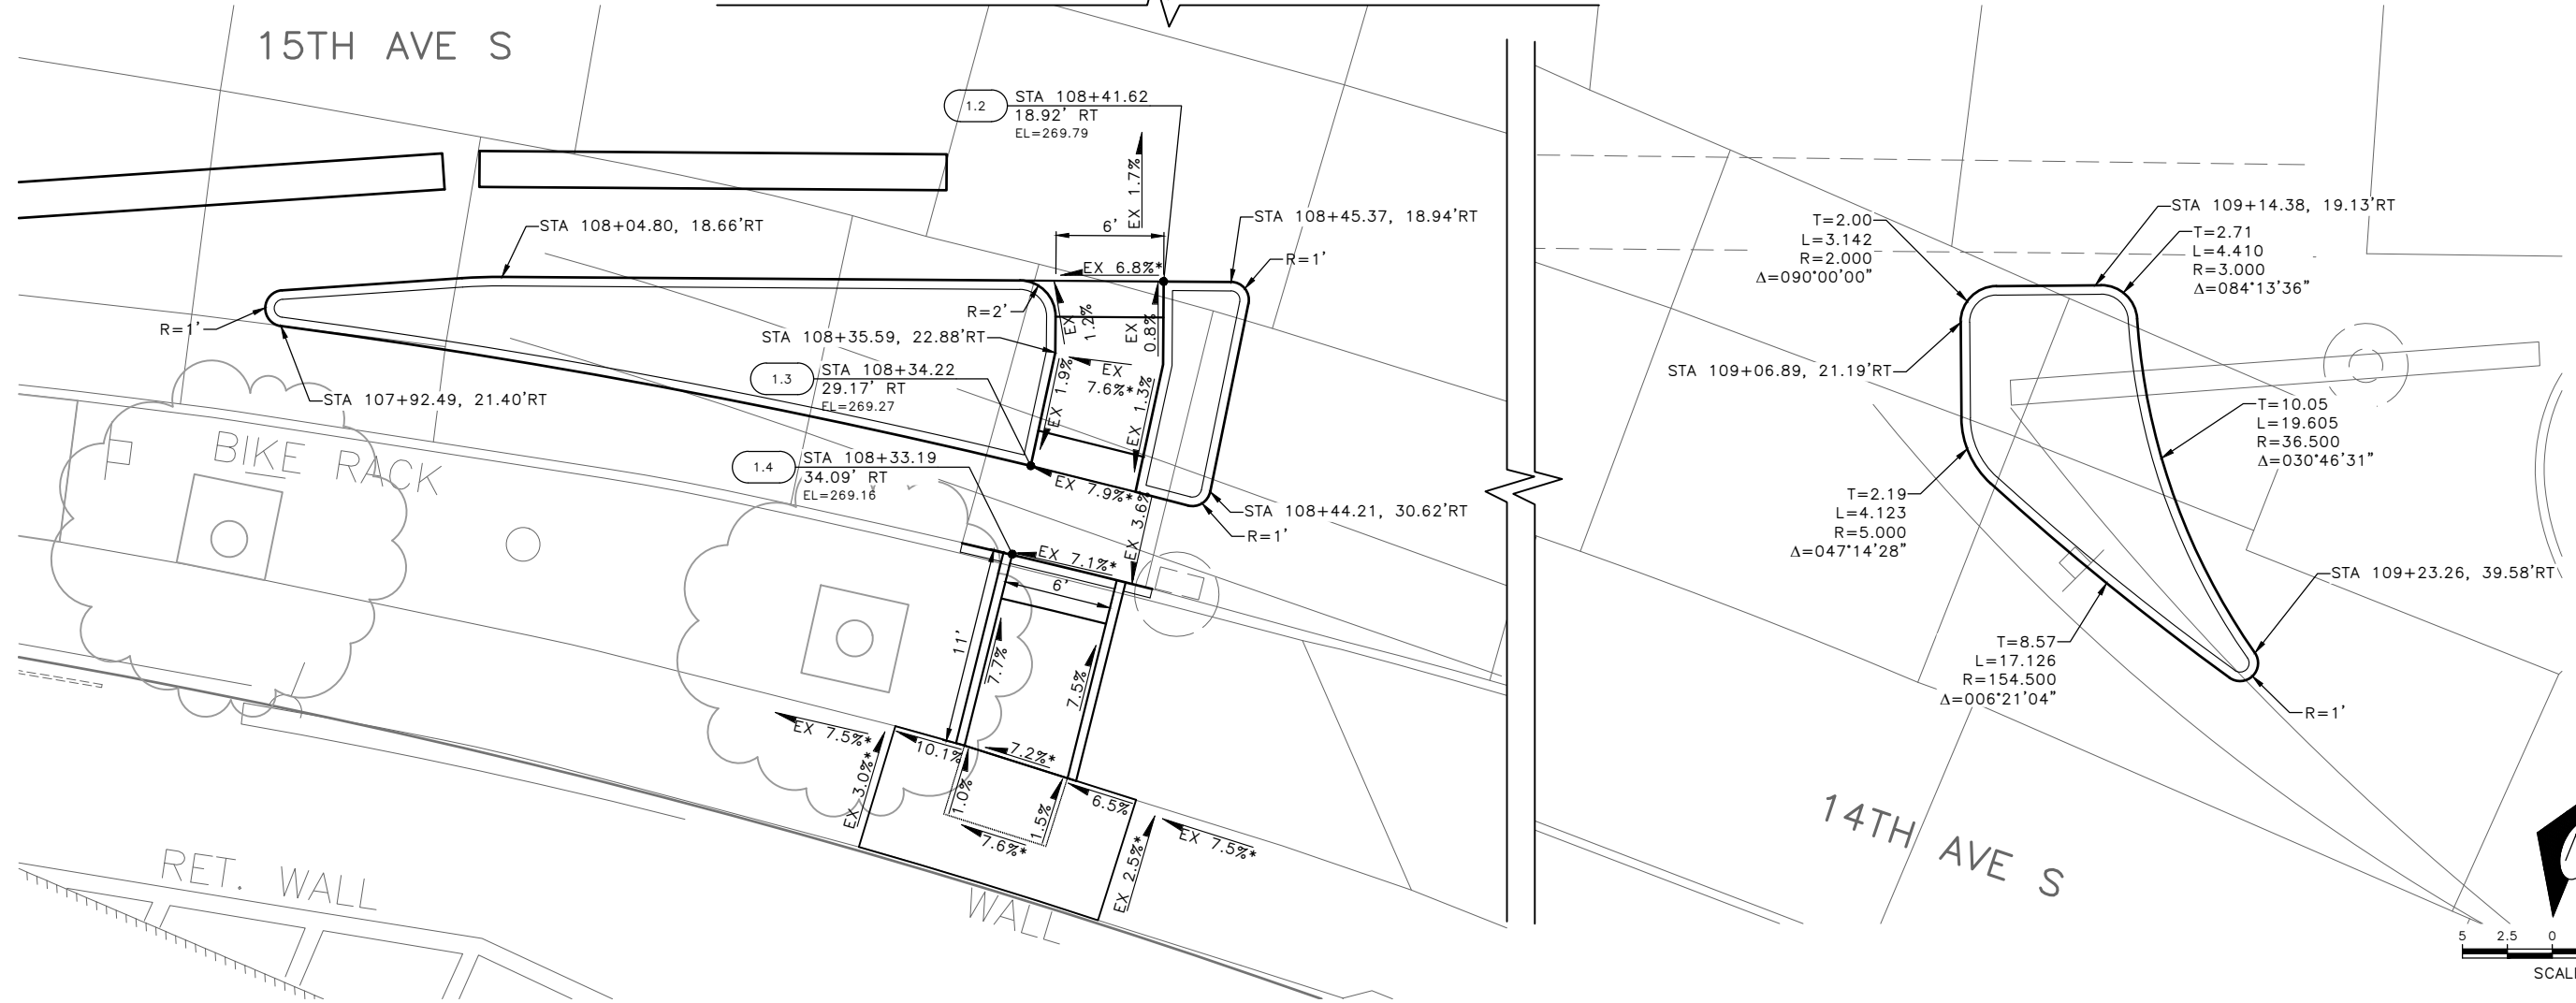 15TH AVE S
1.2
STA 108+41.62
18.92' RT
EL=269.79
EX 1.7%
6'
STA 108+04.80, 18.66'RT
STA 108+45.37, 18.94'RT
EX 6.8%*
R=1'
R=1'
R=2'
EX 1.2%
EX 0.8%
STA 108+35.59, 22.88'RT
1.3
STA 108+34.22
29.17' RT
EL=269.27
EX 1.9%
EX 7.6%*
EX 1.3%
STA 107+92.49, 21.40'RT
BIKE RACK
1.4
STA 108+33.19
34.09' RT
EL=269.16
EX 7.9%*
EX 3.6%
STA 108+44.21, 30.62'RT
R=1'
EX 7.1%*
6'
11'
7.7%
7.5%
EX 7.5%*
EX 3.0%*
10.1%
7.2%*
1.0%
1.5%
6.5%
7.6%*
EX 2.5%*
EX 7.5%*
RET. WALL
WALL
T=2.00
L=3.142
R=2.000
Δ=090°00'00"
STA 109+14.38, 19.13'RT
T=2.71
L=4.410
R=3.000
Δ=084°13'36"
STA 109+06.89, 21.19'RT
T=10.05
L=19.605
R=36.500
Δ=030°46'31"
T=2.19
L=4.123
R=5.000
Δ=047°14'28"
STA 109+23.26, 39.58'RT
T=8.57
L=17.126
R=154.500
Δ=006°21'04"
R=1'
14TH AVE S
5 2.5 0